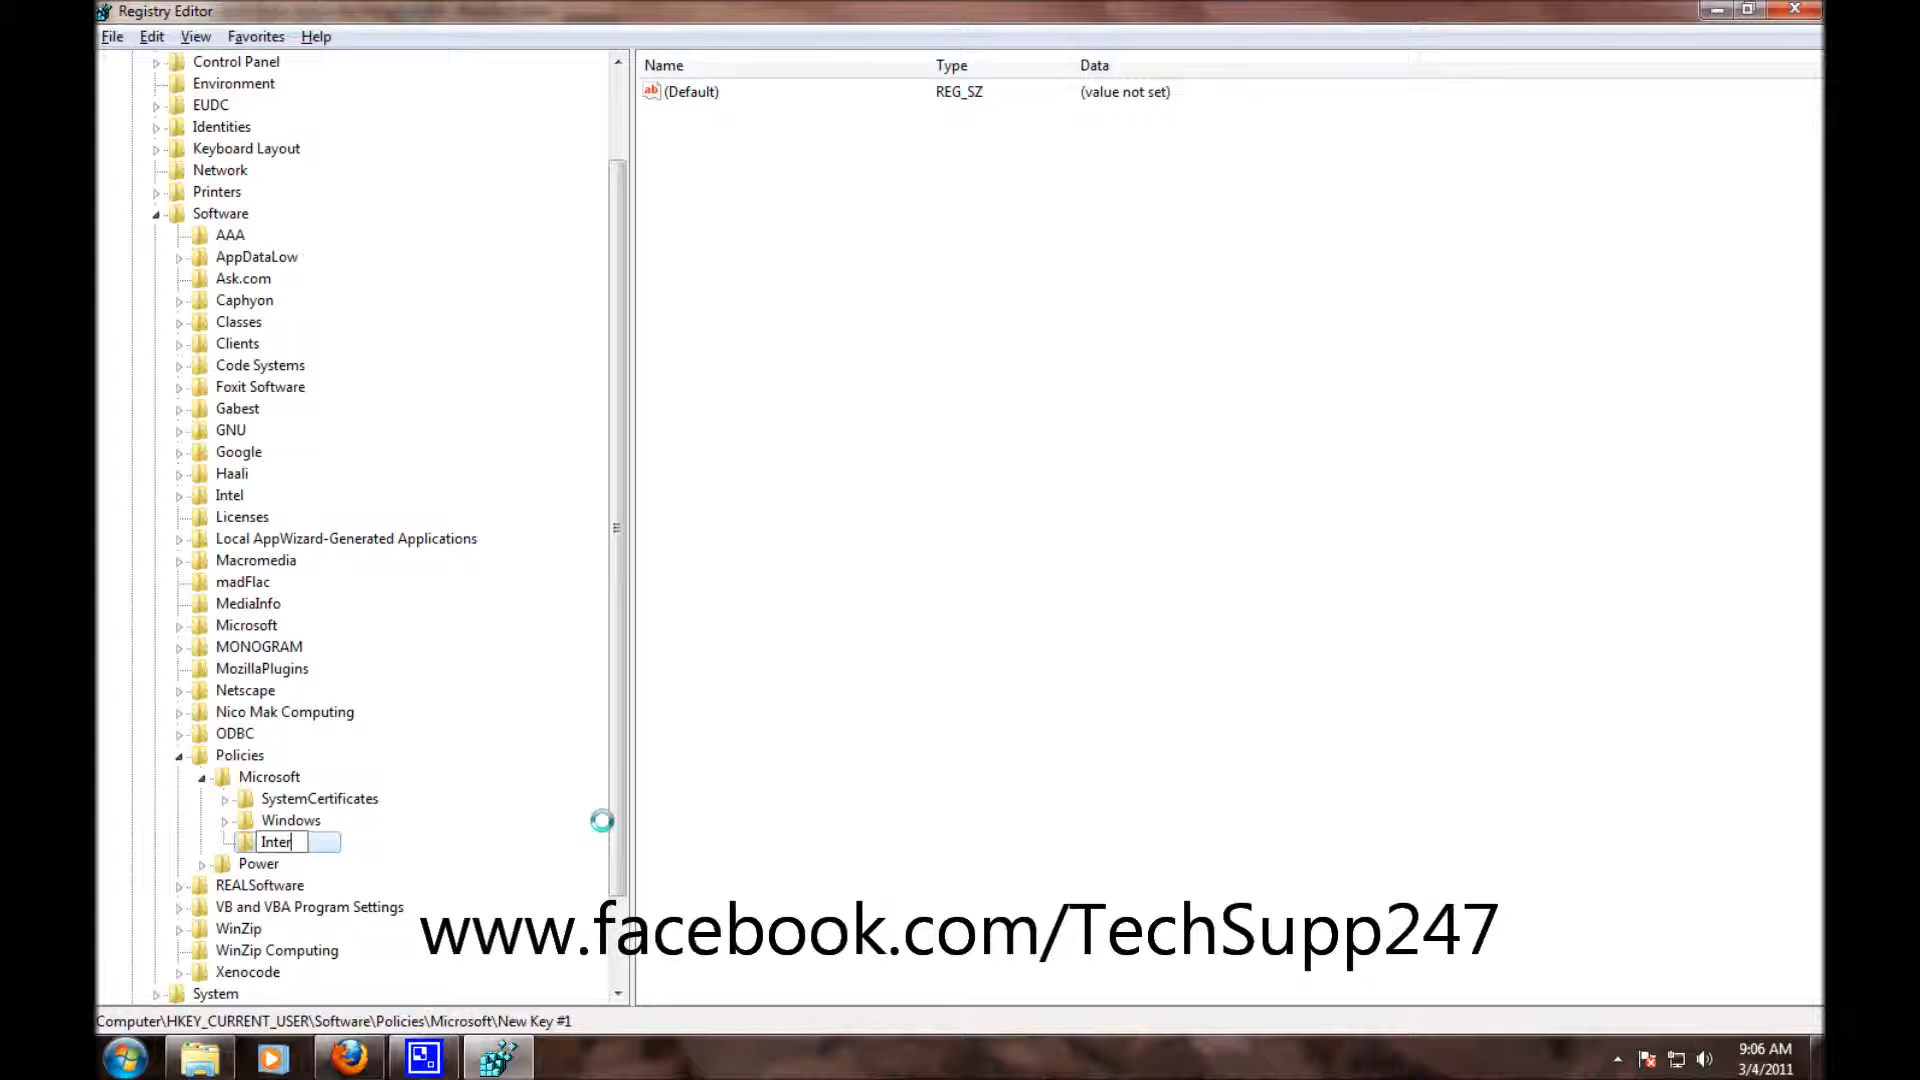 Registry Editor
File Edit View Favorites Help
Control Panel
Environment
EUDC
Identities
Keyboard Layout
Network
Printers
Software
AAA
AppDataLow
Ask.com
Caphyon
Classes
Clients
Code Systems
Foxit Software
Gabest
GNU
Google
Haali
Intel
Licenses
Local AppWizard-Generated Applications
Macromedia
madFlac
MediaInfo
Microsoft
MONOGRAM
MozillaPlugins
Netscape
Nico Mak Computing
ODBC
Policies
Microsoft
SystemCertificates
Windows
Inter
Power
REALSoftware
VB and VBA Program Settings
WinZip
WinZip Computing
Xenocode
System
Name Type Data
ab (Default) REG_SZ (value not set)
www.facebook.com/TechSupp247
Computer\HKEY_CURRENT_USER\Software\Policies\Microsoft\New Key #1
9:06 AM
3/4/2011